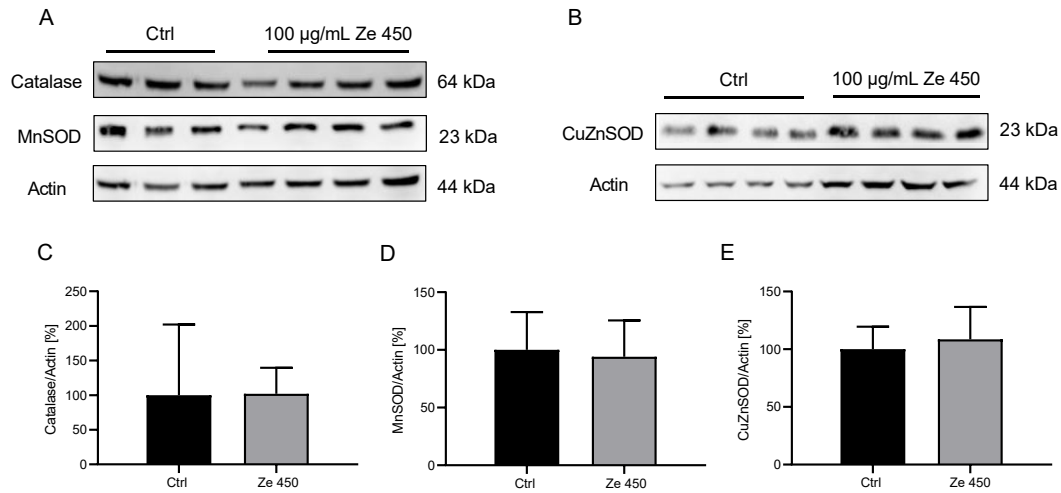 A
Ctrl 100 µg/mL Ze 450
Catalase 64 kDa
MnSOD 23 kDa
Actin 44 kDa
B
Ctrl 100 µg/mL Ze 450
CuZnSOD 23 kDa
Actin 44 kDa
C
Catalase/Actin [%]
250
200
150
100
50
0
Ctrl Ze 450
D
MnSOD/Actin [%]
150
100
50
0
Ctrl Ze 450
E
CuZnSOD/Actin [%]
150
100
50
0
Ctrl Ze 450